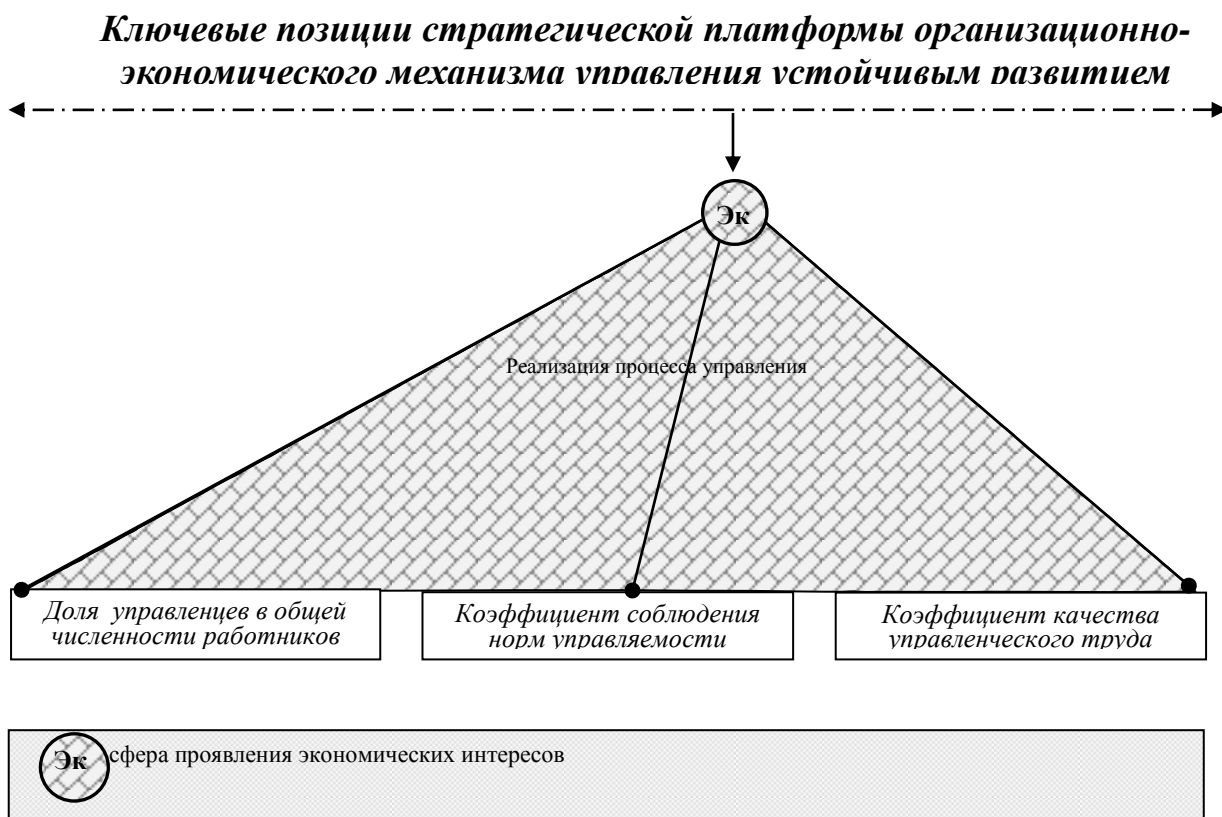 Ключевые позиции стратегической платформы организационно-
экономического механизма управления устойчивым развитием
Эк
Реализация процесса управления
Доля управленцев в общей
численности работников
Коэффициент соблюдения
норм управляемости
Коэффициент качества
управленческого труда
Эк сфера проявления экономических интересов